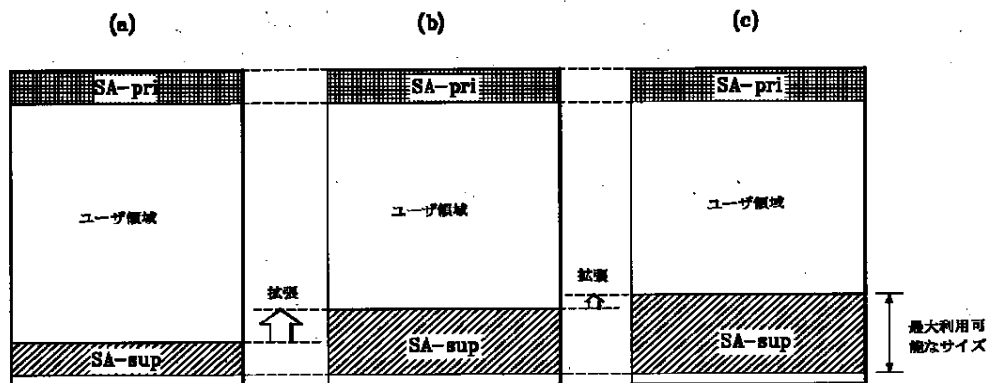 (a)
(b)
(c)
SA-pri
SA-pri
SA-pri
ユーザ領域
ユーザ領域
ユーザ領域
拡張
拡張
SA-sup
SA-sup
SA-sup
最大利用可
能なサイズ